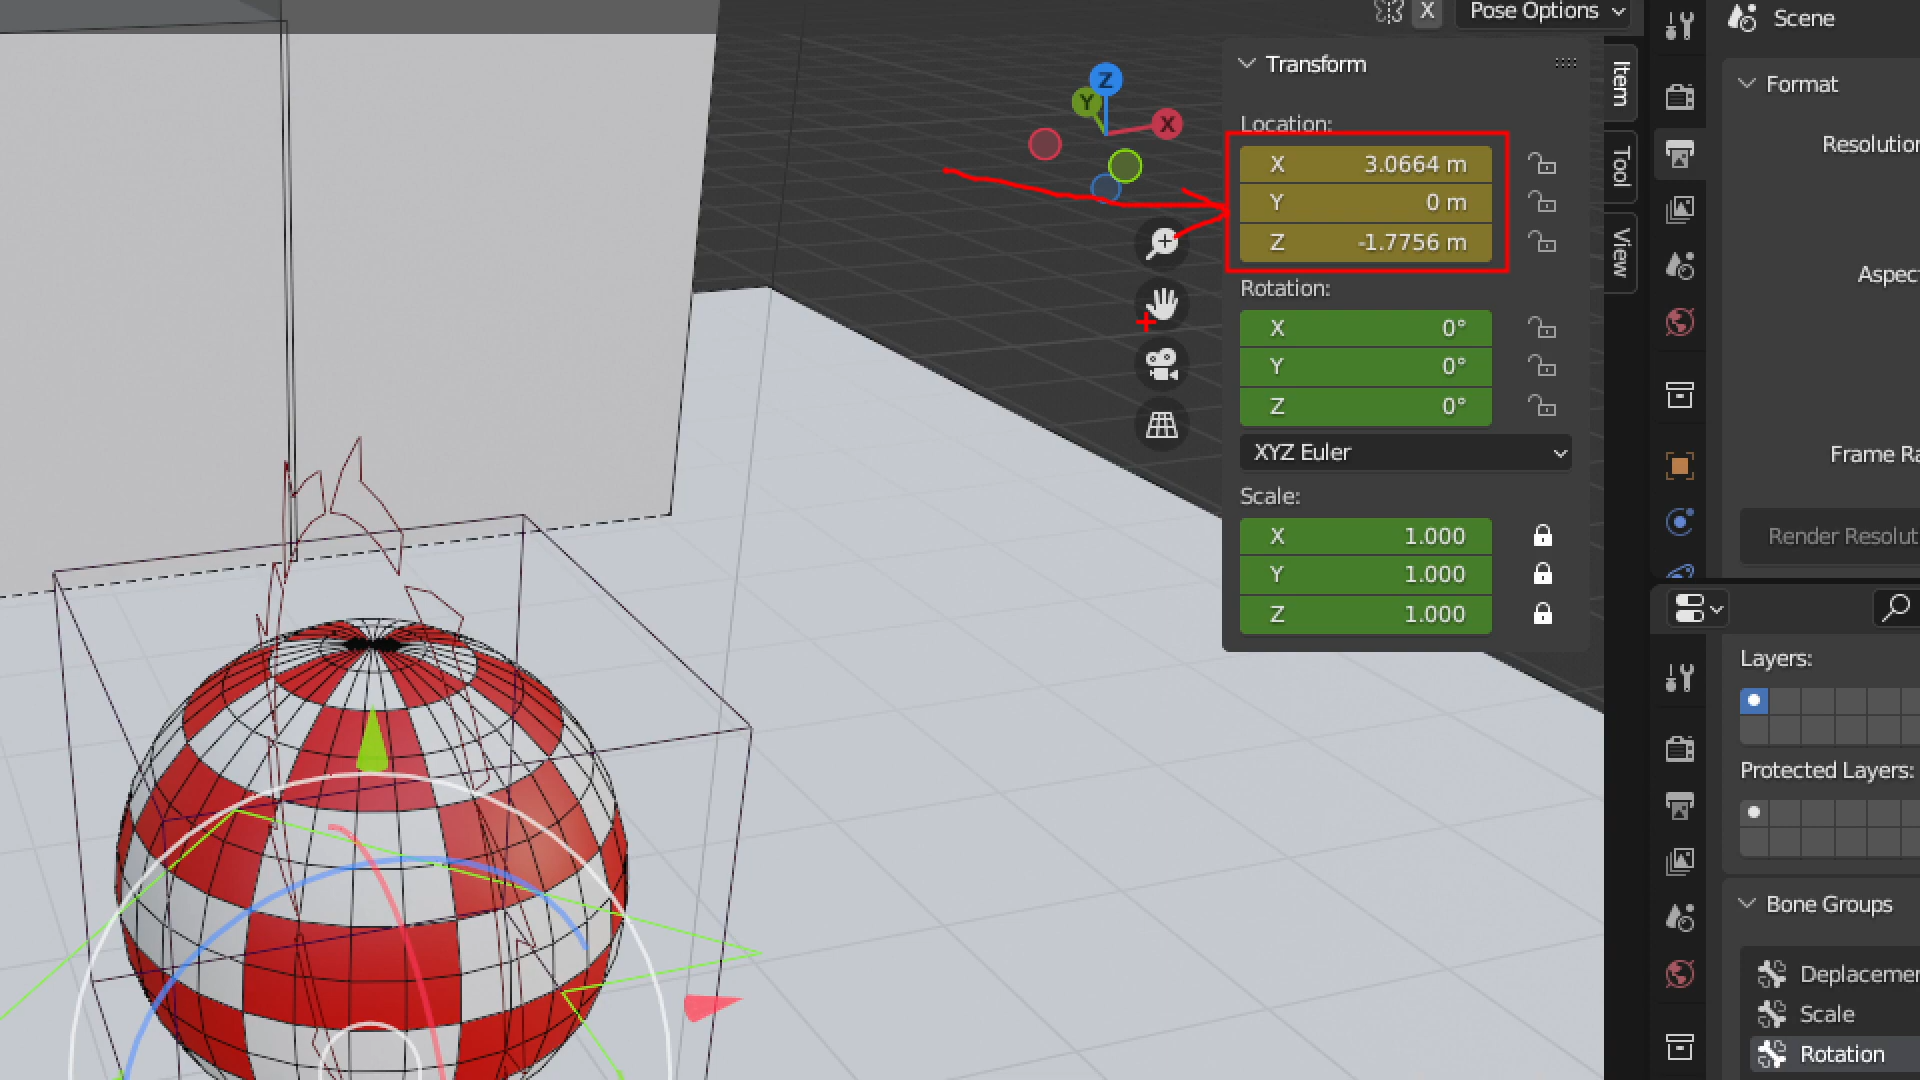 X
Pose Options
Scene
Z
Y
X
Transform
Item
Tool
View
Format
Location:
X 3.0664 m
Y 0 m
Z -1.7756 m
Rotation:
X 0°
Y 0°
Z 0°
XYZ Euler
Scale:
X 1.000
Y 1.000
Z 1.000
Resolution
Aspec
Frame Ra
Render Resolut
Layers:
Protected Layers:
Bone Groups
Deplacemen
Scale
Rotation